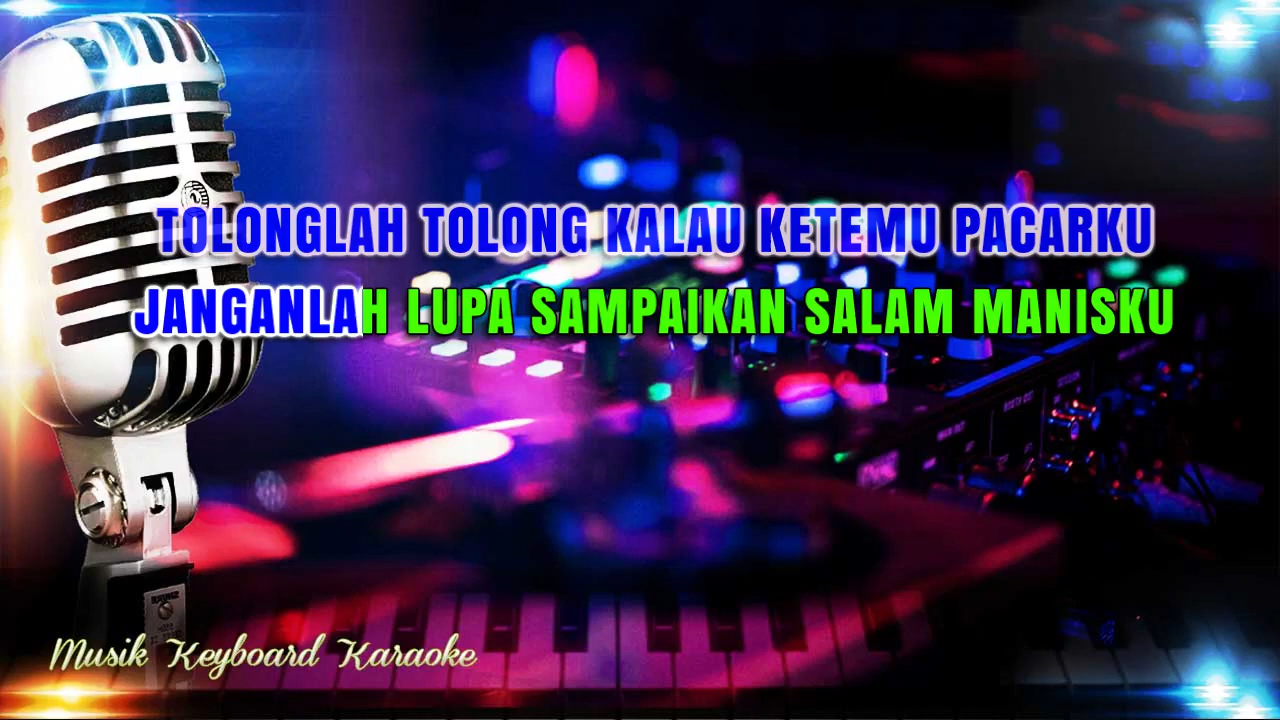 TOLONGLAH TOLONG KALAU KETEMU PACARKU
JANGANLAH LUPA SAMPAIKAN SALAM MANISKU
Musik Keyboard Karaoke